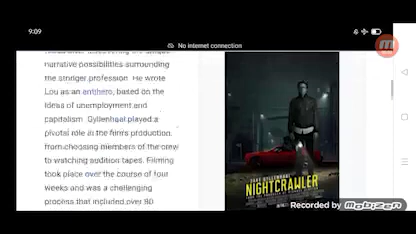 9:09
No internet connection
narrative possibilities surrounding
the stringer profession. He wrote
Lou as an antihero, based on the
ideas of unemployment and
capitalism. Gyllenhaal played a
pivotal role in the film's production,
from choosing members of the crew
to watching audition tapes. Filming
took place over the course of four
weeks and was a challenging
process that included over 80
JAKE GYLLENHAAL
NIGHTCRAWLER
Recorded by mobizen